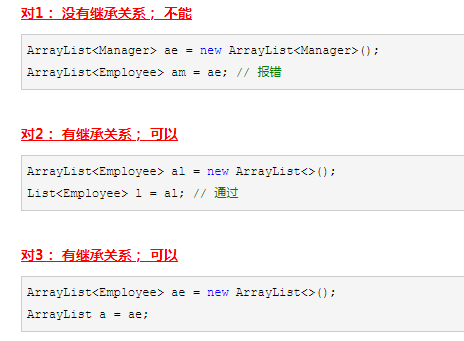 对1： 没有继承关系； 不能
ArrayList<Manager> ae = new ArrayList<Manager>();
ArrayList<Employee> am = ae; // 报错
对2： 有继承关系； 可以
ArrayList<Employee> al = new ArrayList<>();
List<Employee> l = al; // 通过
对3： 有继承关系； 可以
ArrayList<Employee> ae = new ArrayList<>();
ArrayList a = ae;